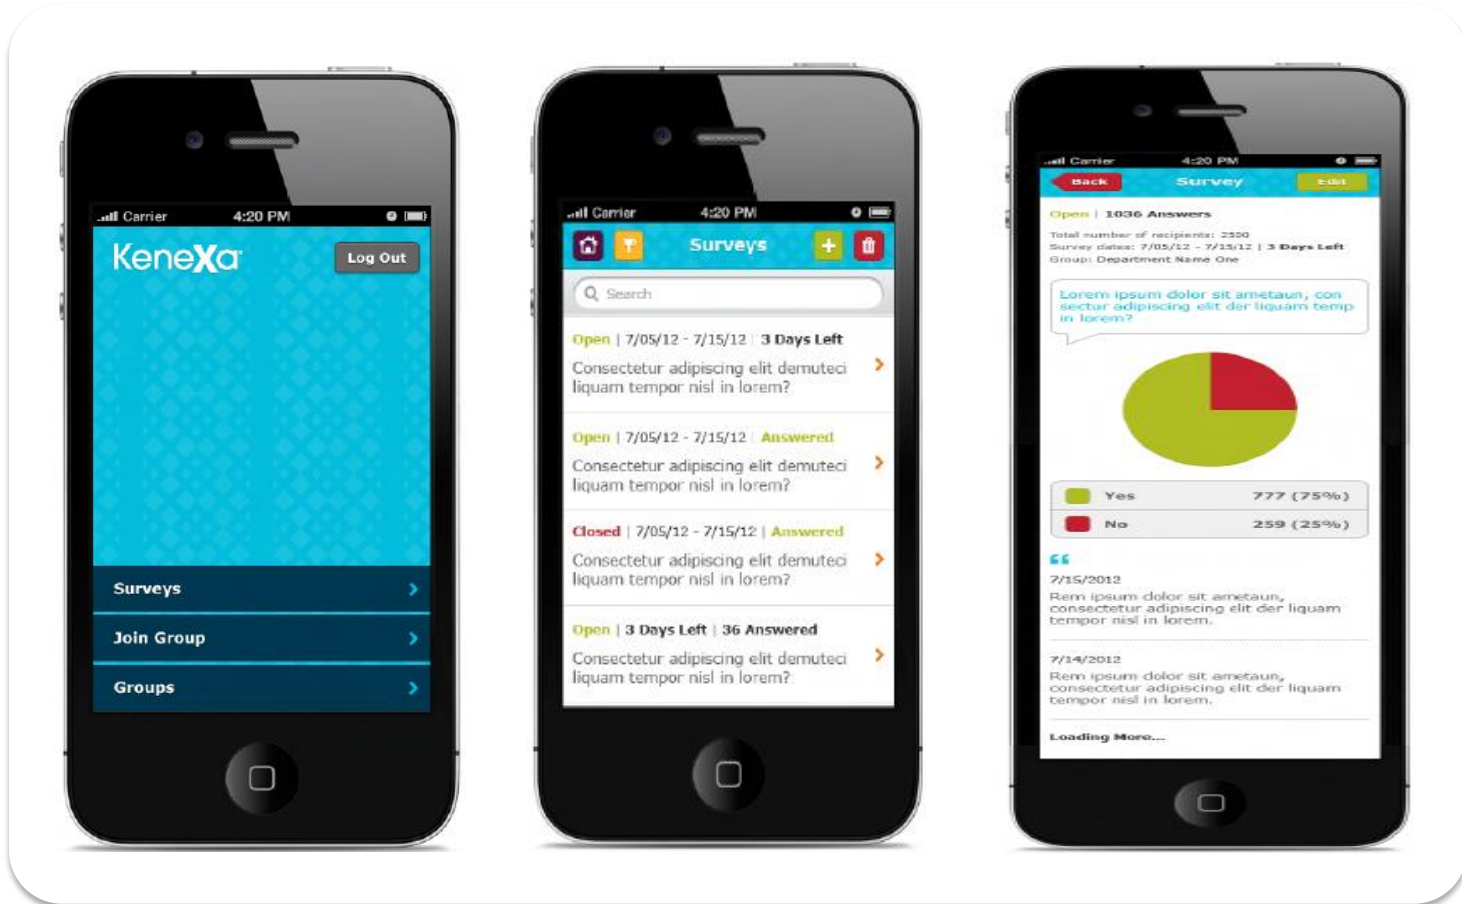 Carrier 4:20 PM
Kenexa Log Out
Surveys
Join Group
Groups
Carrier 4:20 PM
Surveys
Search
Open | 7/05/12 - 7/15/12 | 3 Days Left
Consectetur adipiscing elit demuteci
liquam tempor nisl in lorem?
Open | 7/05/12 - 7/15/12 | Answered
Consectetur adipiscing elit demuteci
liquam tempor nisl in lorem?
Closed | 7/05/12 - 7/15/12 | Answered
Consectetur adipiscing elit demuteci
liquam tempor nisl in lorem?
Open | 3 Days Left | 36 Answered
Consectetur adipiscing elit demuteci
liquam tempor nisl in lorem?
Carrier 4:20 PM
Back Survey Edit
Open | 1036 Answers
Total number of recipients: 2500
Survey dates: 7/05/12 - 7/15/12 | 3 Days Left
Group: Department Name One
Lorem ipsum dolor sit ametaun, con
sectur adipiscing elit der liquam temp
in lorem?
Yes 777 (75%)
No 259 (25%)
“
7/15/2012
Rem ipsum dolor sit ametaun,
consectetur adipiscing elit der liquam
tempor nisl in lorem.
7/14/2012
Rem ipsum dolor sit ametaun,
consectetur adipiscing elit der liquam
tempor nisl in lorem.
Loading More...